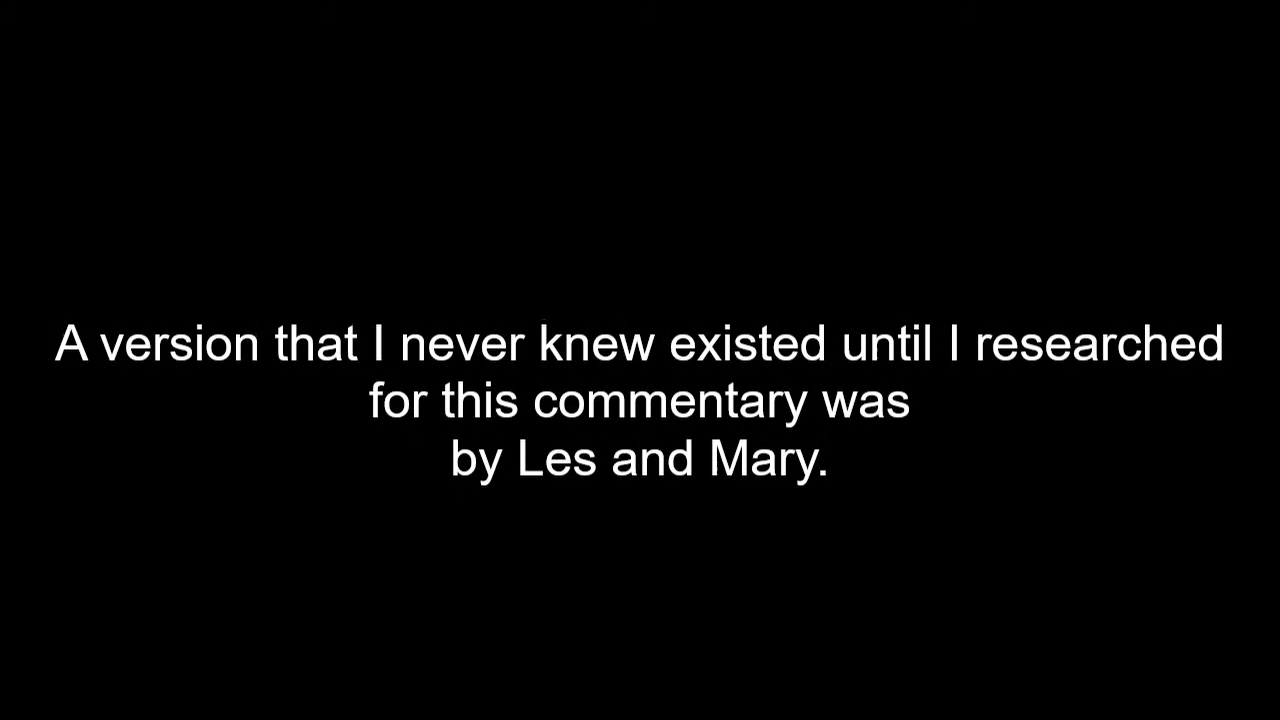 A version that I never knew existed until I researched
for this commentary was
by Les and Mary.